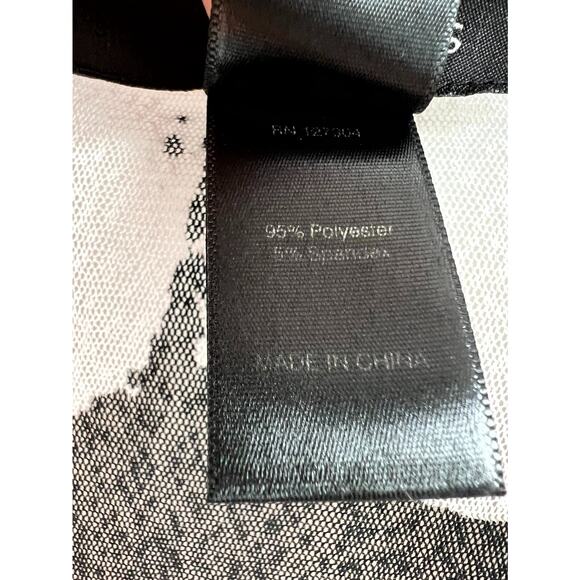 RN 127304
95% Polyester
5% Spandex
MADE IN CHINA